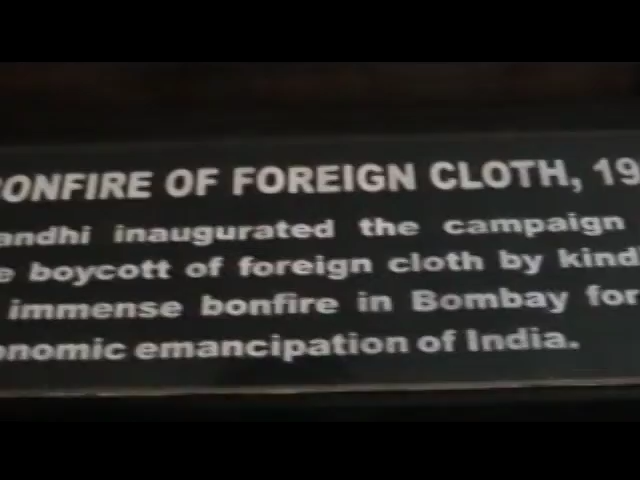 ONFIRE OF FOREIGN CLOTH, 19
andhi inaugurated the campaign
e boycott of foreign cloth by kind
immense bonfire in Bombay for
onomic emancipation of India.